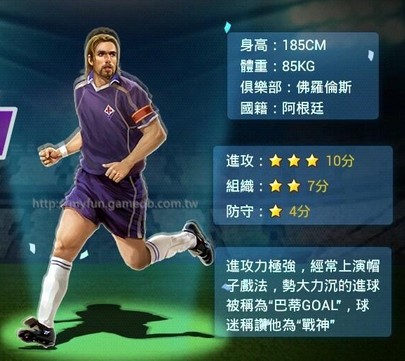 身高：185CM
體重：85KG
俱樂部：佛羅倫斯
國籍：阿根廷
進攻：★★★ 10分
組織：★★ 7分
防守：★ 4分
http://myfun.gamedb.com.tw/
進攻力極強，經常上演帽
子戲法，勢大力沉的進球
被稱為“巴蒂GOAL”，球
迷稱讚他為“戰神”